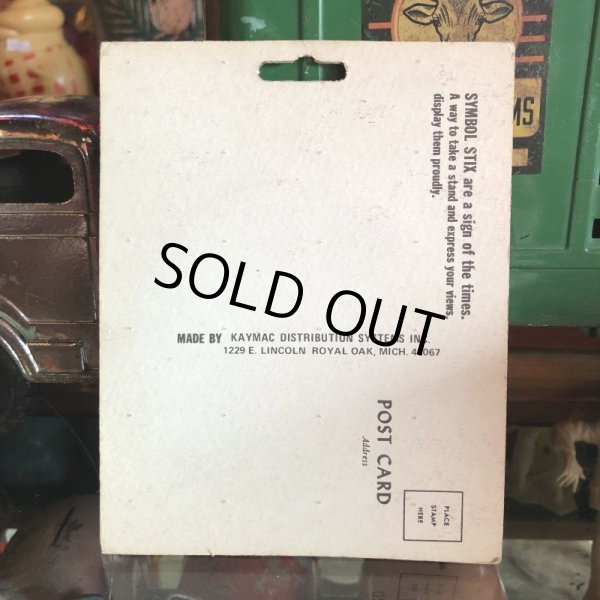 SYMBOL STIX are a sign of the times.
A way to take a stand and express your views,
display them proudly.
SOLD OUT
MADE BY KAYMAC DISTRIBUTION SYSTEMS INC.
1229 E. LINCOLN ROYAL OAK, MICH. 48067
POST CARD
Address
PLACE
STAMP
HERE
MS